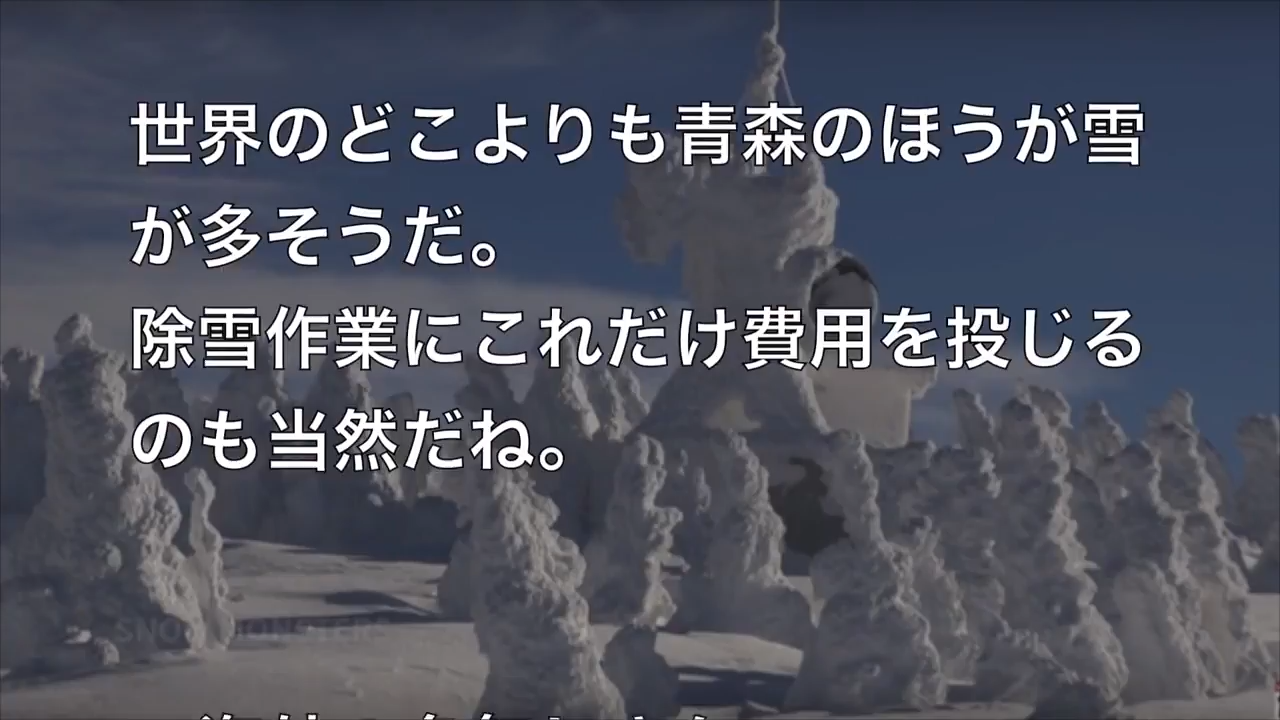 世界のどこよりも青森のほうが雪
が多そうだ。
除雪作業にこれだけ費用を投じる
のも当然だね。
SNOW MONSTERS